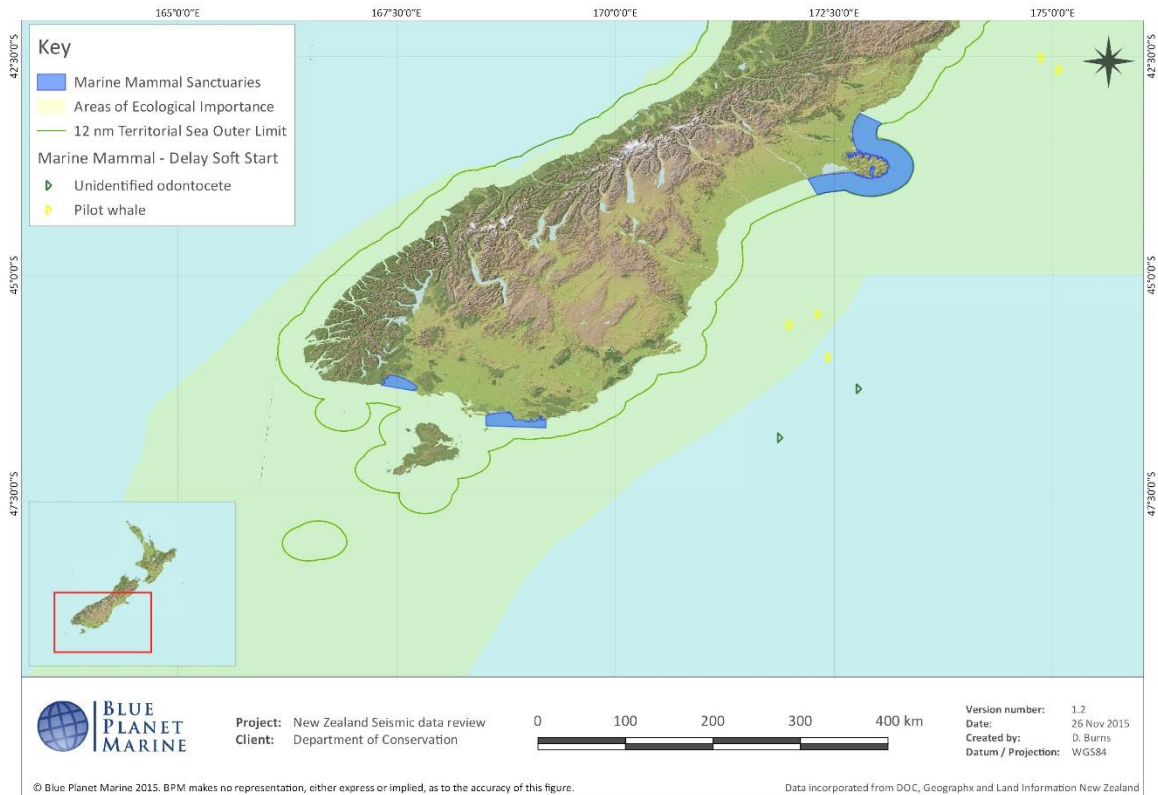 165°0'0"E 167°30'0"E 170°0'0"E 172°30'0"E 175°0'0"E
42°30'0"S 42°30'0"S
Key
Marine Mammal Sanctuaries
Areas of Ecological Importance
12 nm Territorial Sea Outer Limit
Marine Mammal - Delay Soft Start
Unidentified odontocete
Pilot whale
45°0'0"S 45°0'0"S
47°30'0"S 47°30'0"S
BLUE
PLANET
MARINE
Project: New Zealand Seismic data review
Client: Department of Conservation
0 100 200 300 400 km
Version number: 1.2
Date: 26 Nov 2015
Created by: D. Burns
Datum / Projection: WGS84
© Blue Planet Marine 2015. BPM makes no representation, either express or implied, as to the accuracy of this figure.
Data incorporated from DOC, Geographx and Land Information New Zealand